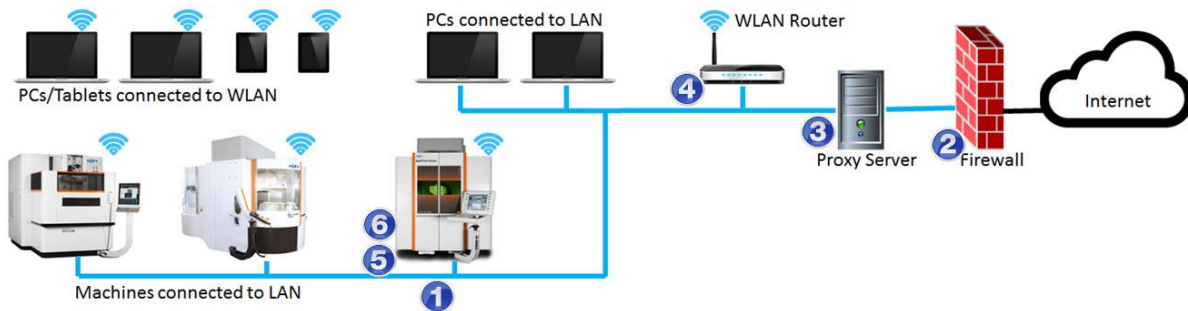 PCs connected to LAN
WLAN Router
4
PCs/Tablets connected to WLAN
3
Proxy Server
2
Firewall
Internet
6
5
1
Machines connected to LAN